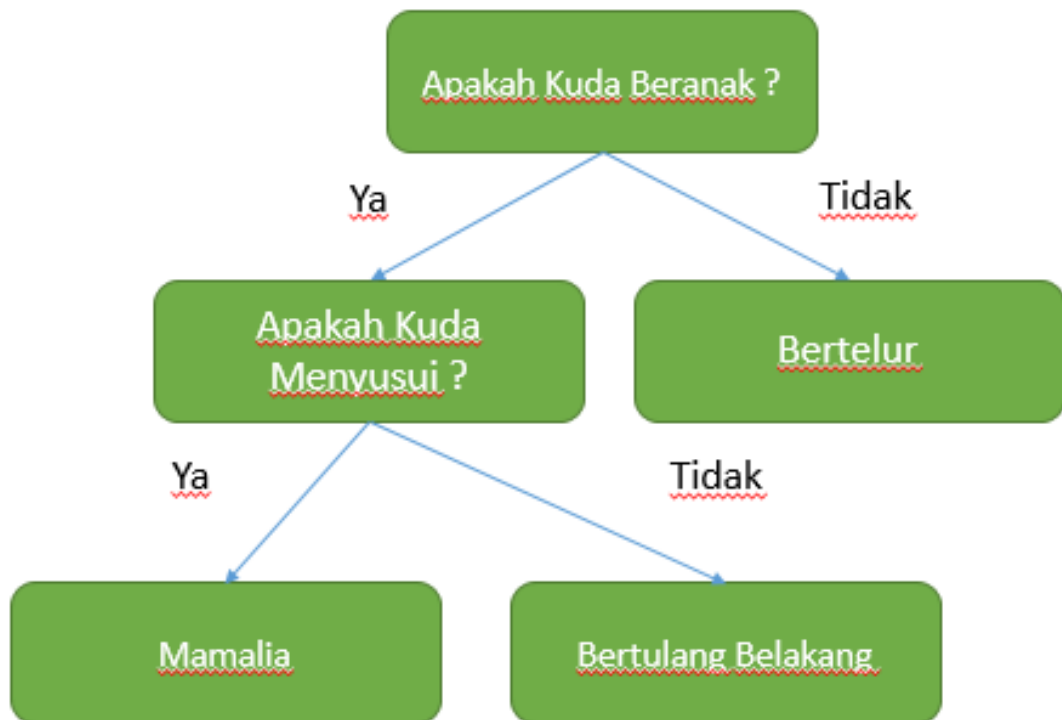 Apakah Kuda Beranak ?
Ya
Tidak
Apakah Kuda
Menyusui ?
Bertelur
Ya
Tidak
Mamalia
Bertulang Belakang